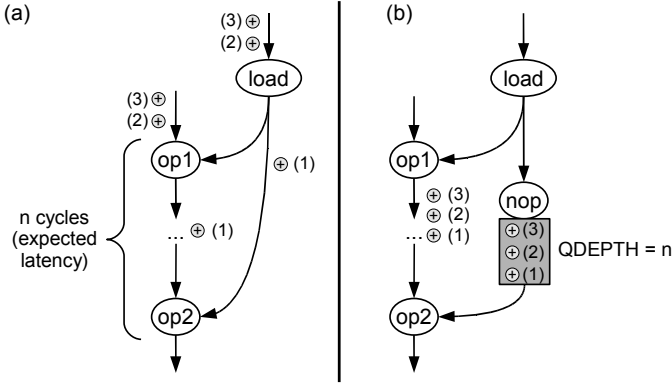 (a)
(3) ⊕
(2) ⊕
load
(3) ⊕
(2) ⊕
op1
⊕ (1)
n cycles
(expected
latency)
... ⊕ (1)
op2
(b)
load
op1
nop
⊕ (3)
⊕ (2)
... ⊕ (1)
⊕ (3)
⊕ (2)
⊕ (1)
QDEPTH = n
op2